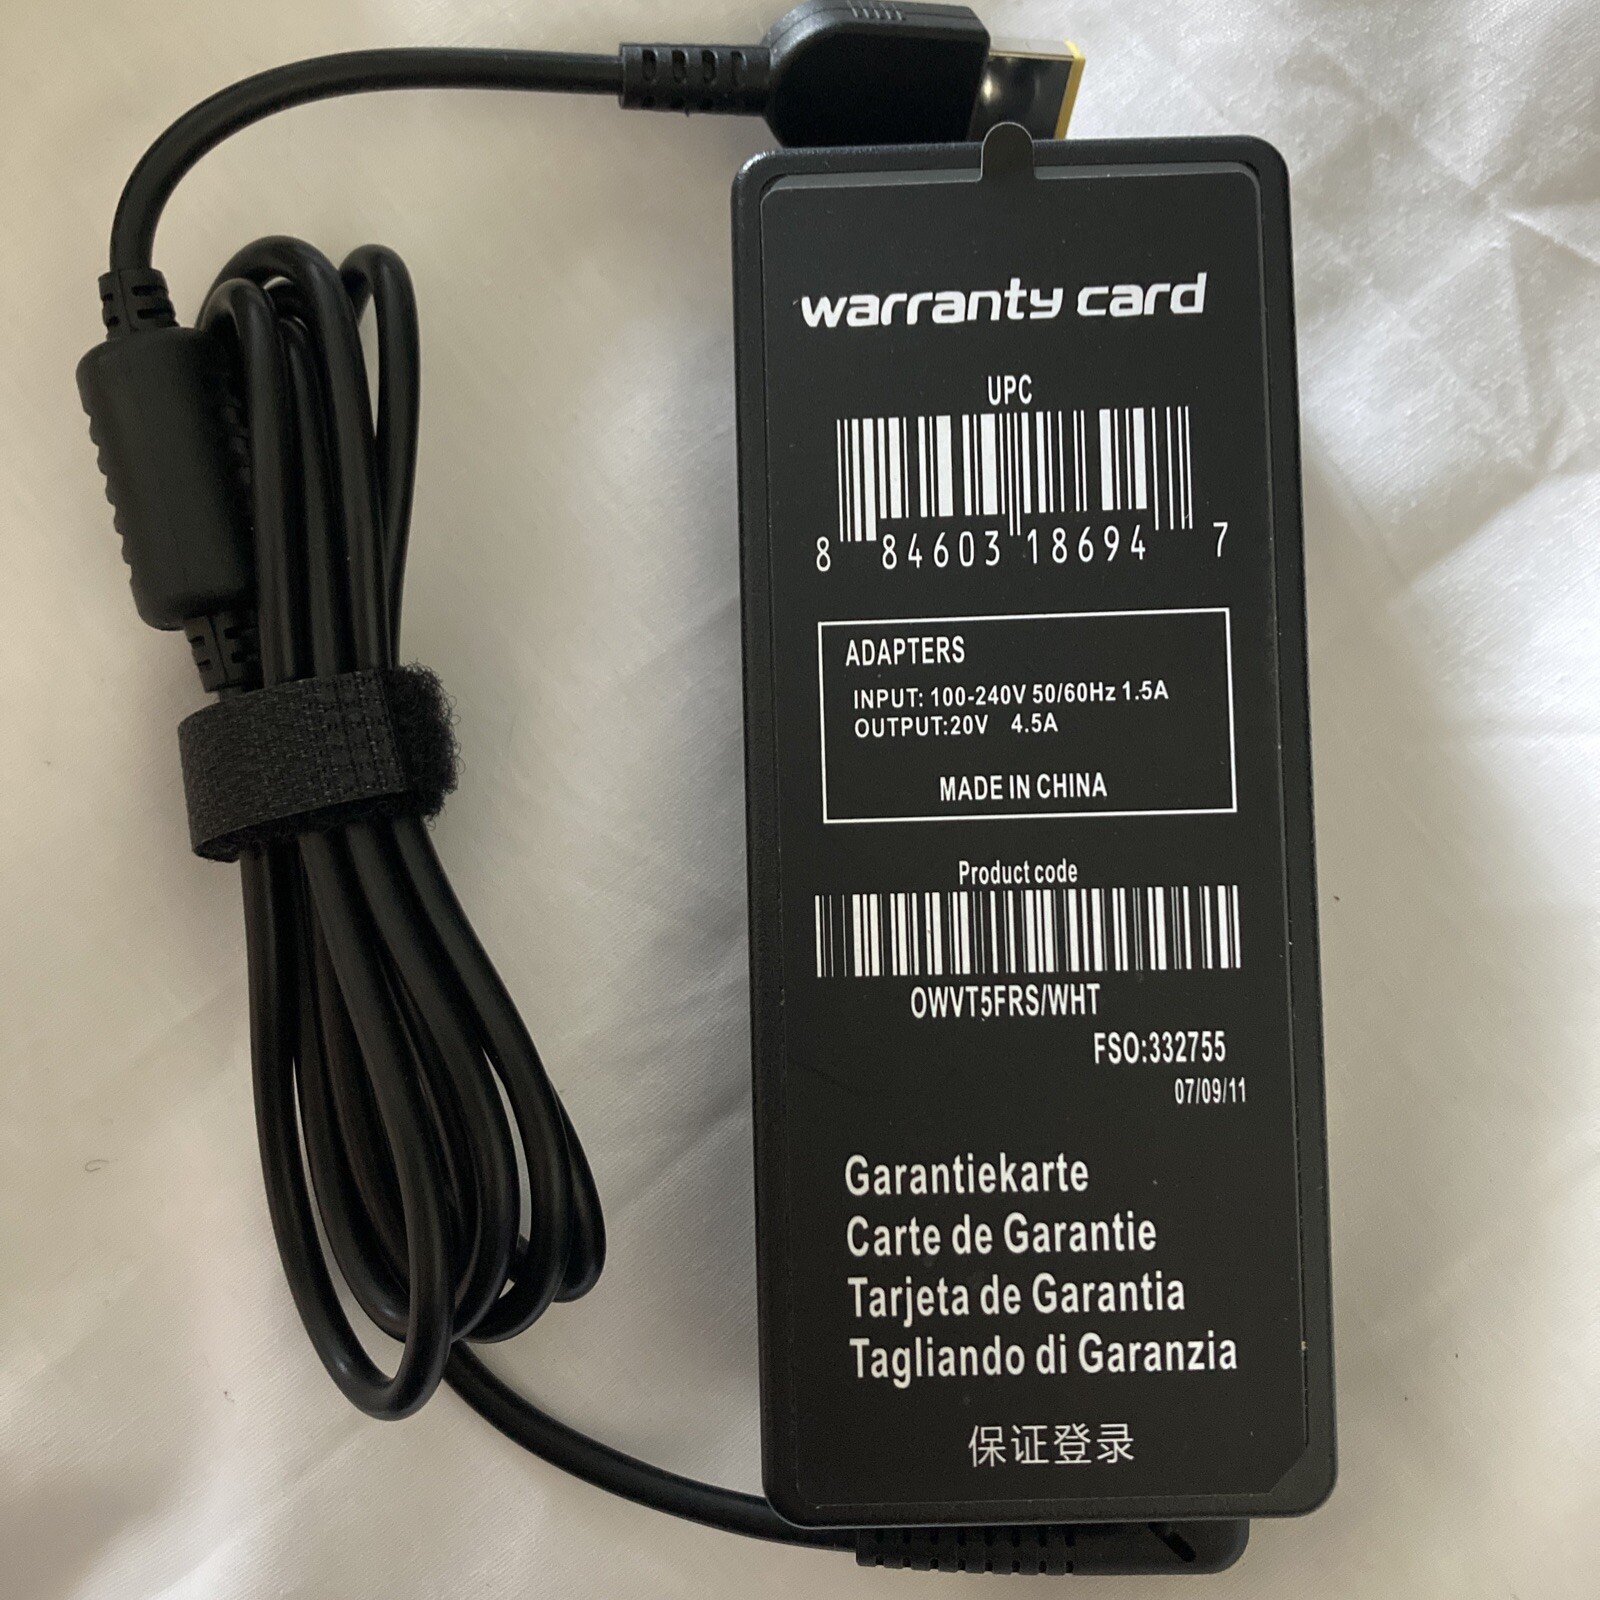 warranty card
UPC
8 84603 18694 7
ADAPTERS
INPUT: 100-240V 50/60Hz 1.5A
OUTPUT:20V 4.5A
MADE IN CHINA
Product code
OWVT5FRS/WHT
FSO:332755
07/09/11
Garantiekarte
Carte de Garantie
Tarjeta de Garantia
Tagliando di Garanzia
保证登录